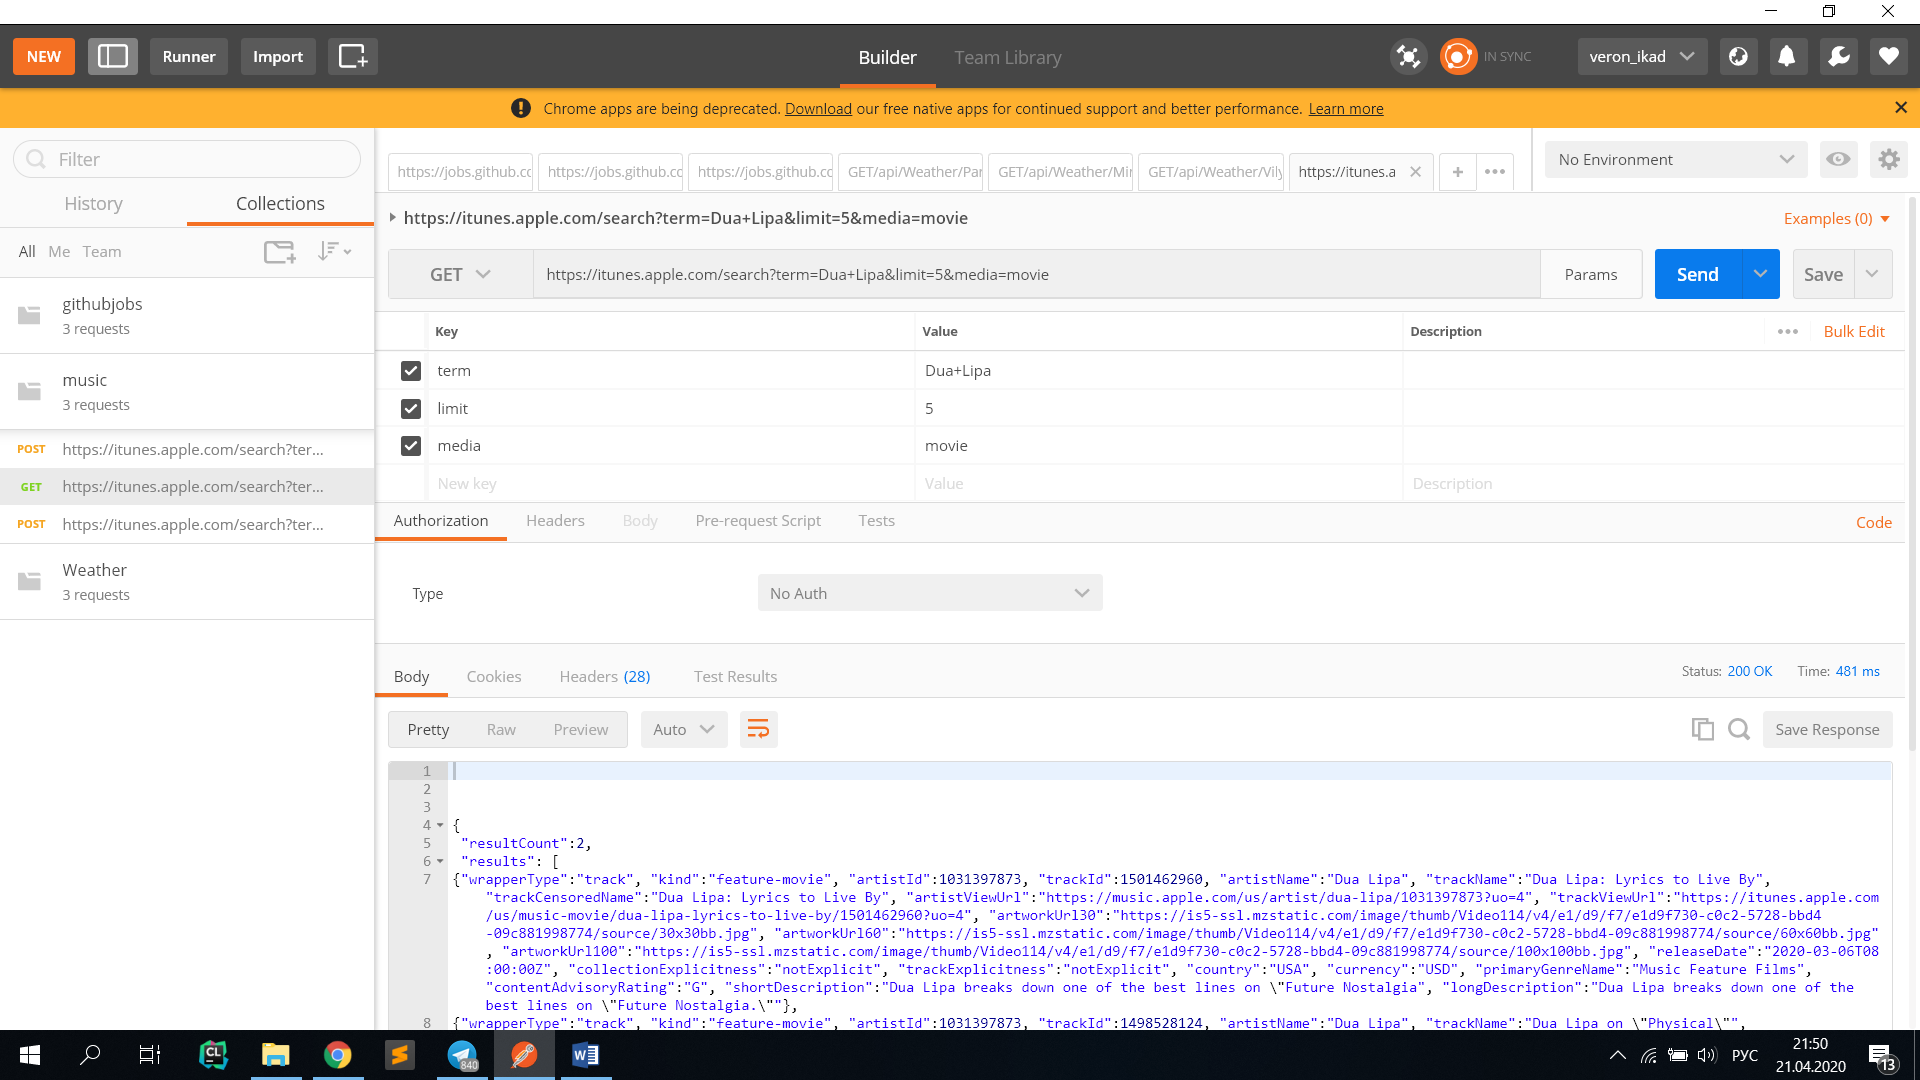 NEW
Runner
Import
Builder
Team Library
IN SYNC
veron_ikad
Chrome apps are being deprecated. Download our free native apps for continued support and better performance. Learn more
Filter
History
Collections
All Me Team
githubjobs
3 requests
music
3 requests
POST https://itunes.apple.com/search?ter...
GET https://itunes.apple.com/search?ter...
POST https://itunes.apple.com/search?ter...
Weather
3 requests
https://jobs.github.cc
https://jobs.github.cc
https://jobs.github.cc
GET/api/Weather/Par
GET/api/Weather/Mir
GET/api/Weather/Vily
https://itunes.a
No Environment
https://itunes.apple.com/search?term=Dua+Lipa&limit=5&media=movie
Examples (0)
GET
https://itunes.apple.com/search?term=Dua+Lipa&limit=5&media=movie
Params
Send
Save
Key Value Description
Bulk Edit
term Dua+Lipa
limit 5
media movie
New key Value Description
Authorization Headers Body Pre-request Script Tests
Code
Type
No Auth
Body Cookies Headers (28) Test Results
Status: 200 OK Time: 481 ms
Pretty Raw Preview
Auto
Save Response
1
2
3
4 {
5 "resultCount":2,
6 "results": [
7 {"wrapperType":"track", "kind":"feature-movie", "artistId":1031397873, "trackId":1501462960, "artistName":"Dua Lipa", "trackName":"Dua Lipa: Lyrics to Live By",
"trackCensoredName":"Dua Lipa: Lyrics to Live By", "artistViewUrl":"https://music.apple.com/us/artist/dua-lipa/1031397873?uo=4", "trackViewUrl":"https://itunes.apple.com
/us/music-movie/dua-lipa-lyrics-to-live-by/1501462960?uo=4", "artworkUrl30":"https://is5-ssl.mzstatic.com/image/thumb/Video114/v4/e1/d9/f7/e1d9f730-c0c2-5728-bbd4
-09c881998774/source/30x30bb.jpg", "artworkUrl60":"https://is5-ssl.mzstatic.com/image/thumb/Video114/v4/e1/d9/f7/e1d9f730-c0c2-5728-bbd4-09c881998774/source/60x60bb.jpg"
, "artworkUrl100":"https://is5-ssl.mzstatic.com/image/thumb/Video114/v4/e1/d9/f7/e1d9f730-c0c2-5728-bbd4-09c881998774/source/100x100bb.jpg", "releaseDate":"2020-03-06T08
:00:00Z", "collectionExplicitness":"notExplicit", "trackExplicitness":"notExplicit", "country":"USA", "currency":"USD", "primaryGenreName":"Music Feature Films",
"contentAdvisoryRating":"G", "shortDescription":"Dua Lipa breaks down one of the best lines on \"Future Nostalgia", "longDescription":"Dua Lipa breaks down one of the
best lines on \"Future Nostalgia.\""},
8 {"wrapperType":"track", "kind":"feature-movie", "artistId":1031397873, "trackId":1498528124, "artistName":"Dua Lipa", "trackName":"Dua Lipa on \"Physical\"",
CL
840
РУС
21:50
21.04.2020
13